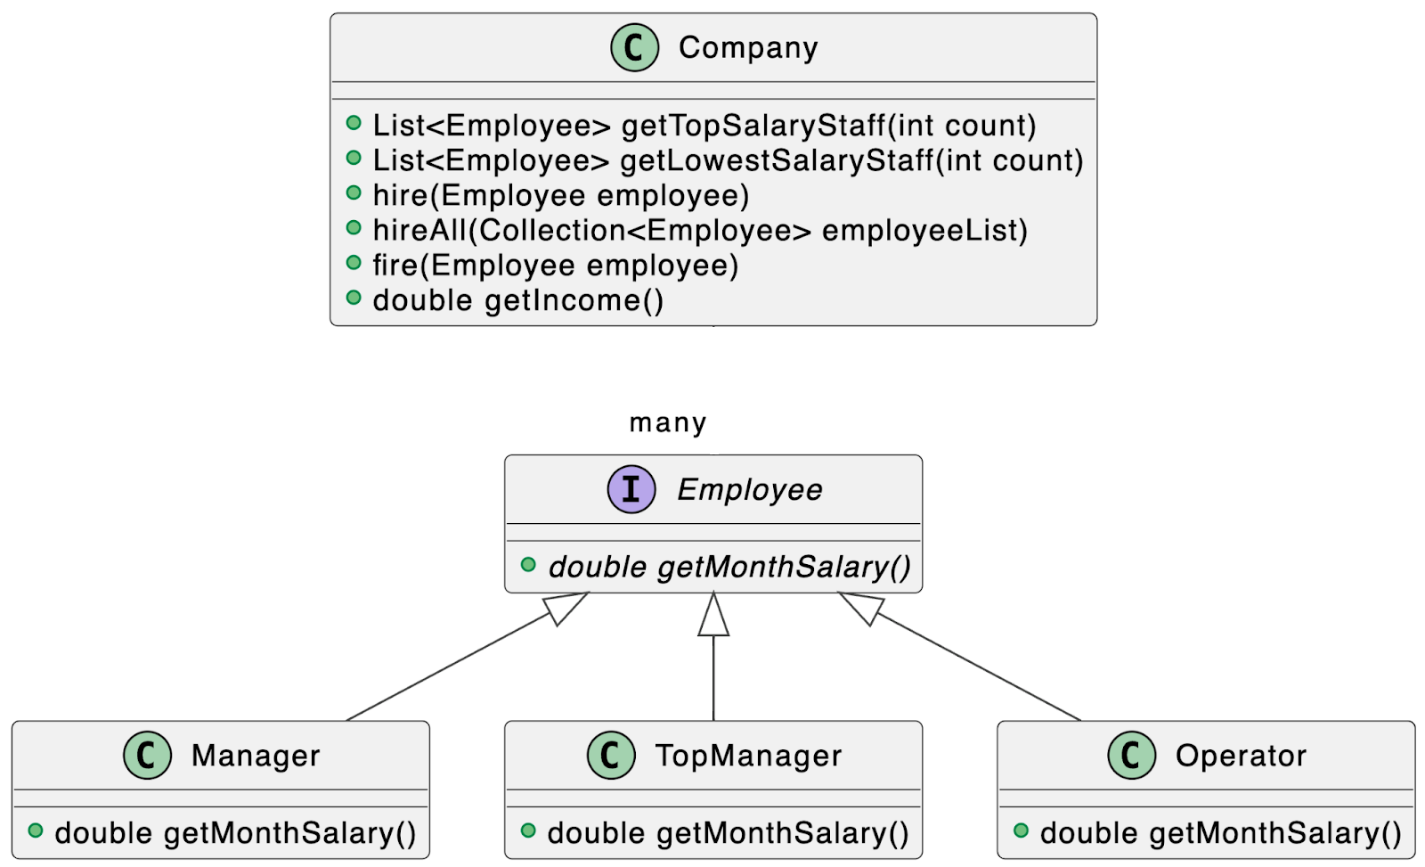 C Company
List<Employee> getTopSalaryStaff(int count)
List<Employee> getLowestSalaryStaff(int count)
hire(Employee employee)
hireAll(Collection<Employee> employeeList)
fire(Employee employee)
double getIncome()
many
I Employee
double getMonthSalary()
C Manager
double getMonthSalary()
C TopManager
double getMonthSalary()
C Operator
double getMonthSalary()